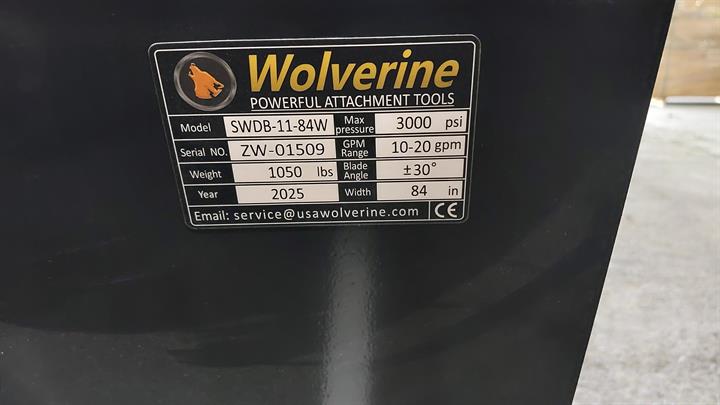 Wolverine
POWERFUL ATTACHMENT TOOLS
Model SWDB-11-84W Max pressure 3000 psi
Serial NO. ZW-01509 GPM Range 10-20 gpm
Weight 1050 lbs Blade Angle ±30°
Year 2025 Width 84 in
Email: service@usawolverine.com CE